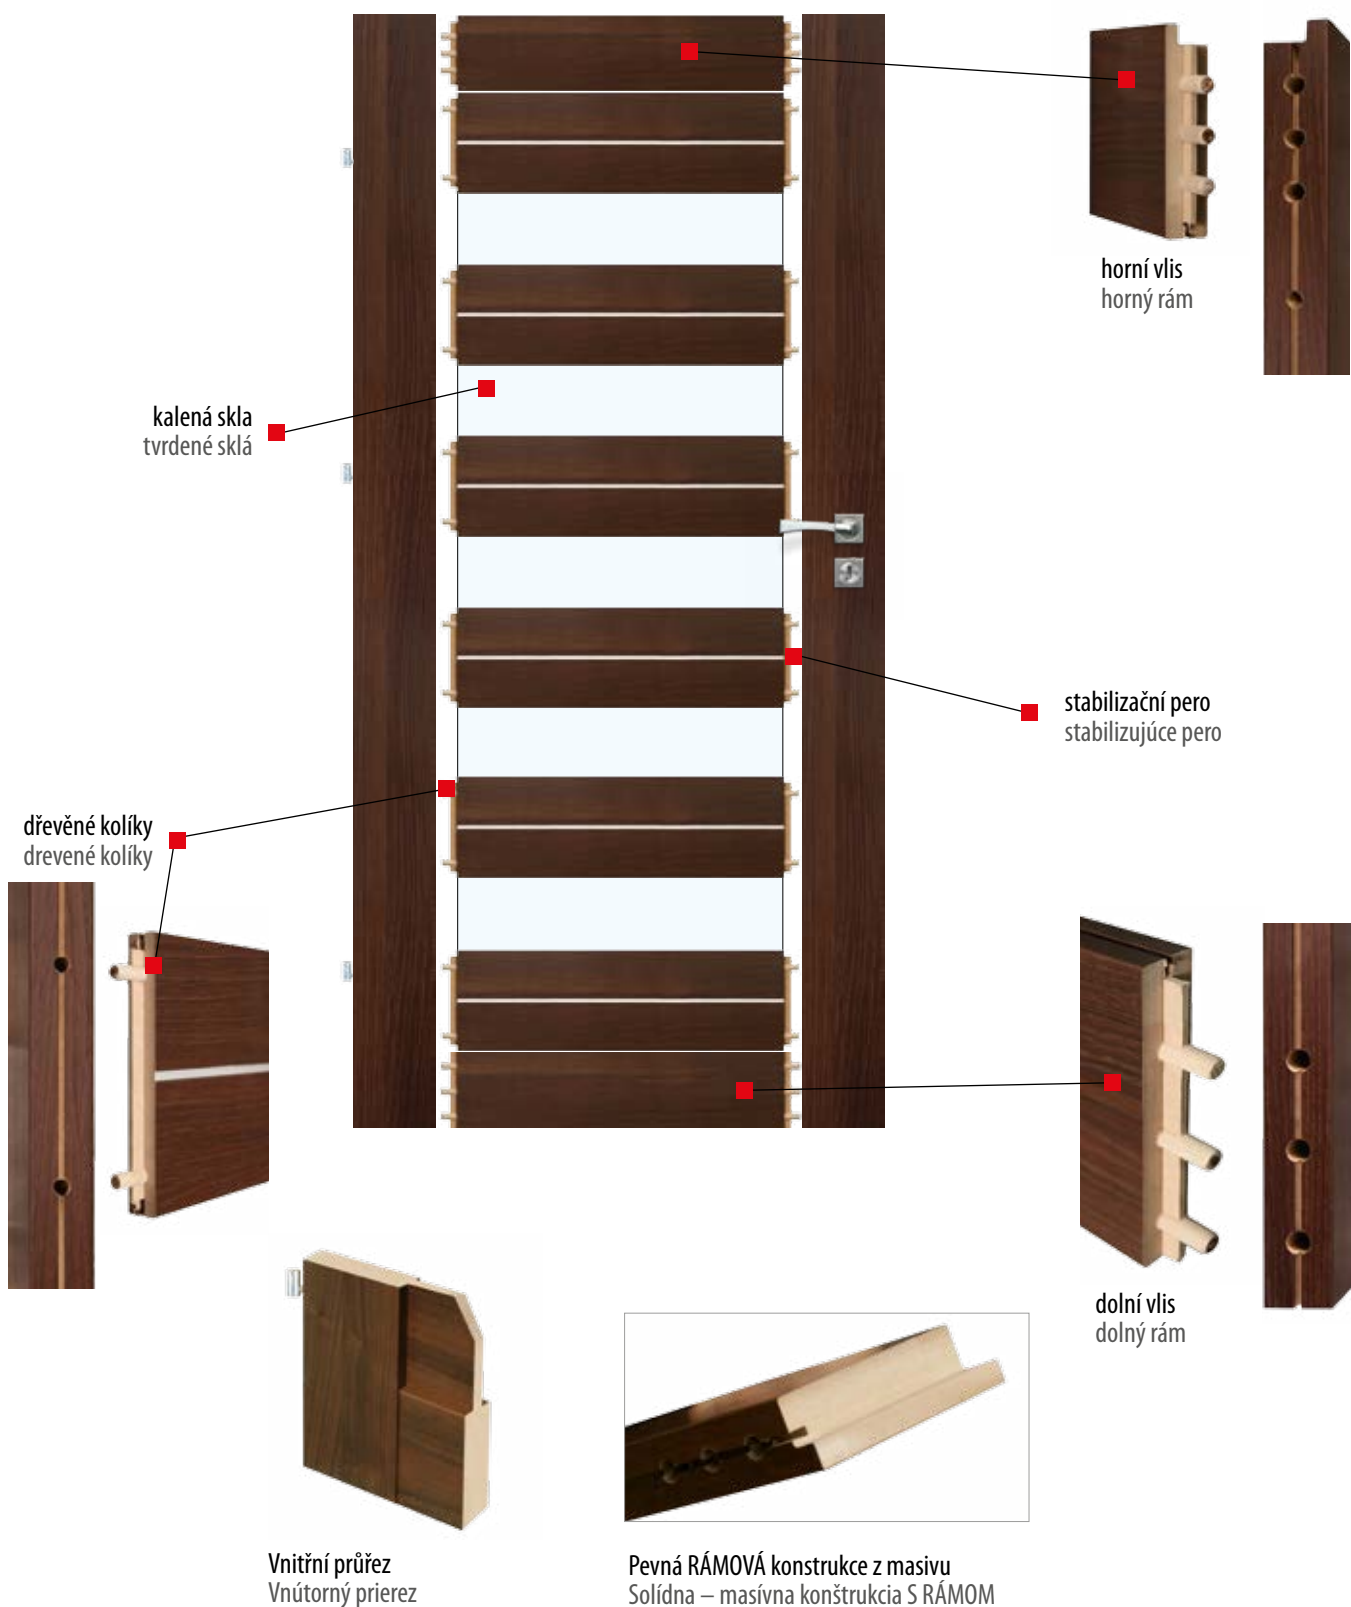 horní vlis
horný rám
kalená skla
tvrdené sklá
stabilizační pero
stabilizujúce pero
dřevěné kolíky
drevené kolíky
dolní vlis
dolný rám
Vnitřní průřez
Vnútorný prierez
Pevná RÁMOVÁ konstrukce z masivu
Solídna – masívna konštrukcia S RÁMOM